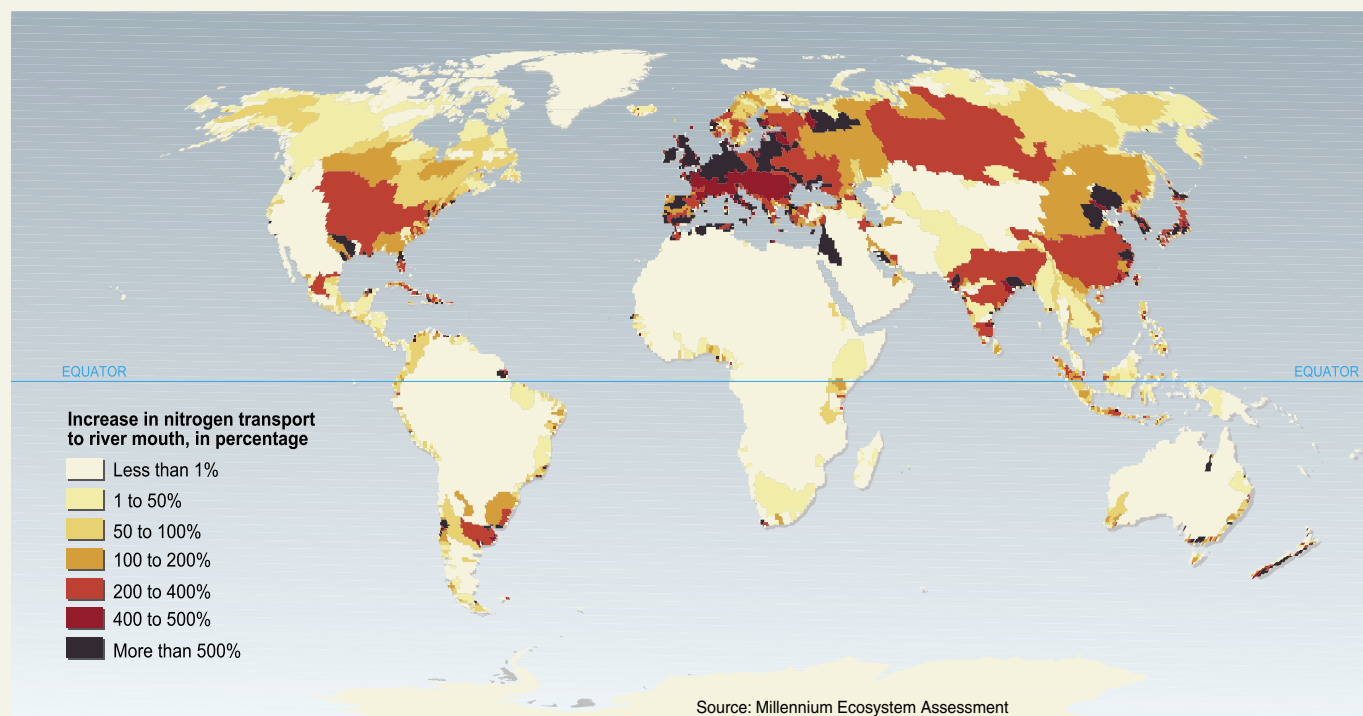 EQUATOR
EQUATOR
Increase in nitrogen transport
to river mouth, in percentage
Less than 1%
1 to 50%
50 to 100%
100 to 200%
200 to 400%
400 to 500%
More than 500%
Source: Millennium Ecosystem Assessment